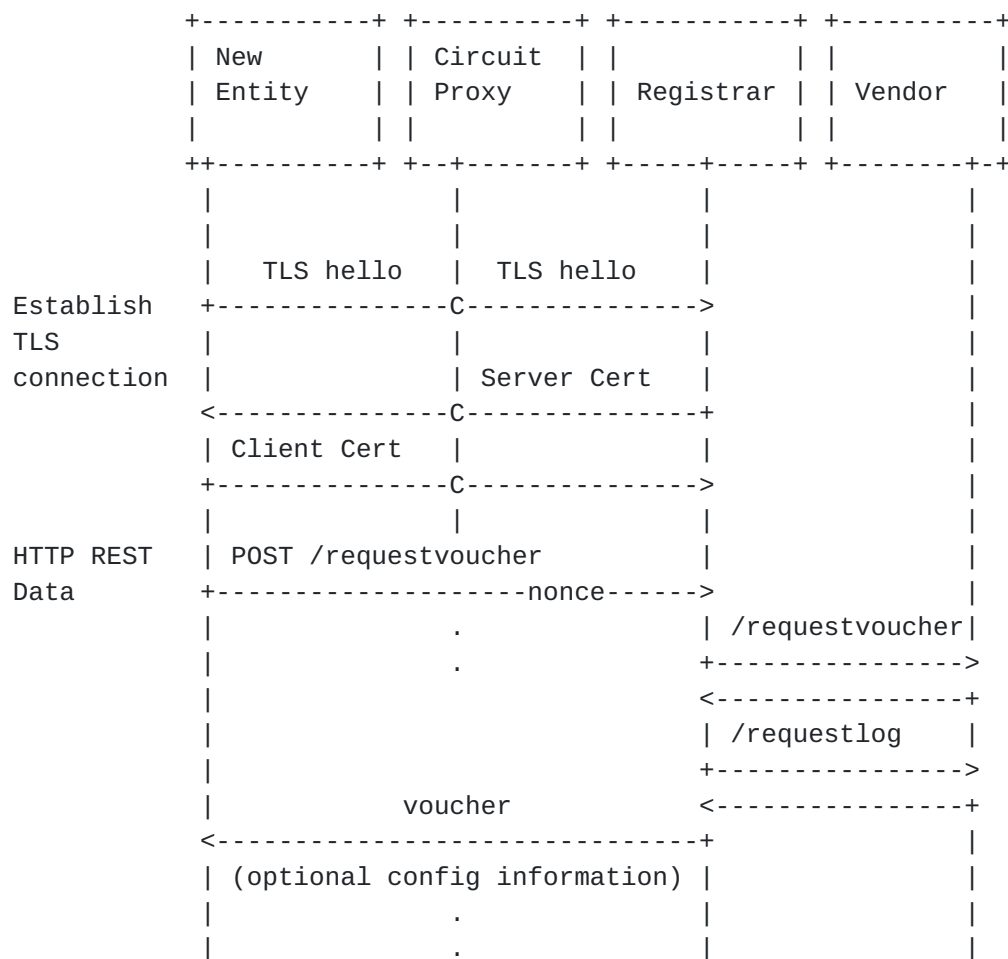 +-----------+ +----------+ +-----------+ +----------+
| New       | | Circuit  | |           | |          |
| Entity    | | Proxy    | | Registrar | | Vendor   |
|           | |          | |           | |          |
++----------+ +--+-------+ +-----+-----+ +--------+-+
 |               |               |                |
 |               |               |                |
 |   TLS hello   |  TLS hello    |                |
Establish   +---------------C--------------->                |
TLS         |               |               |                |
connection  |               | Server Cert   |                |
 <---------------C---------------+                |
 | Client Cert   |               |                |
 +---------------C--------------->                |
 |               |               |                |
HTTP REST   | POST /requestvoucher          |                |
Data        +--------------------nonce------>                |
 |               .               | /requestvoucher|
 |               .               +---------------->
 |                               <----------------+
 |                               | /requestlog    |
 |                               +---------------->
 |            voucher            <----------------+
 <-------------------------------+                |
 | (optional config information) |                |
 |               .               |                |
 |               .               |                |